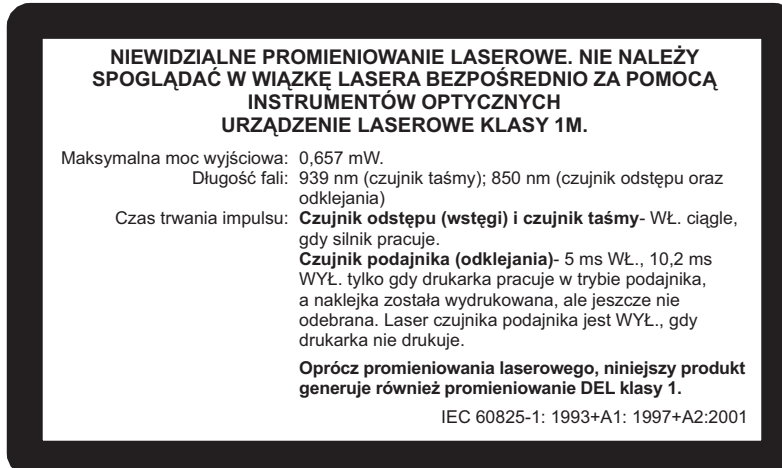 NIEWIDZIALNE PROMIENIOWANIE LASEROWE. NIE NALEŻY
SPOGLĄDAĆ W WIĄZKĘ LASERA BEZPOŚREDNIO ZA POMOCĄ
INSTRUMENTÓW OPTYCZNYCH
URZĄDZENIE LASEROWE KLASY 1M.
Maksymalna moc wyjściowa: 0,657 mW.
Długość fali: 939 nm (czujnik taśmy); 850 nm (czujnik odstępu oraz
odklejania)
Czas trwania impulsu: Czujnik odstępu (wstęgi) i czujnik taśmy- WŁ. ciągle,
gdy silnik pracuje.
Czujnik podajnika (odklejania)- 5 ms WŁ., 10,2 ms
WYŁ. tylko gdy drukarka pracuje w trybie podajnika,
a naklejka została wydrukowana, ale jeszcze nie
odebrana. Laser czujnika podajnika jest WYŁ., gdy
drukarka nie drukuje.
Oprócz promieniowania laserowego, niniejszy produkt
generuje również promieniowanie DEL klasy 1.
IEC 60825-1: 1993+A1: 1997+A2:2001